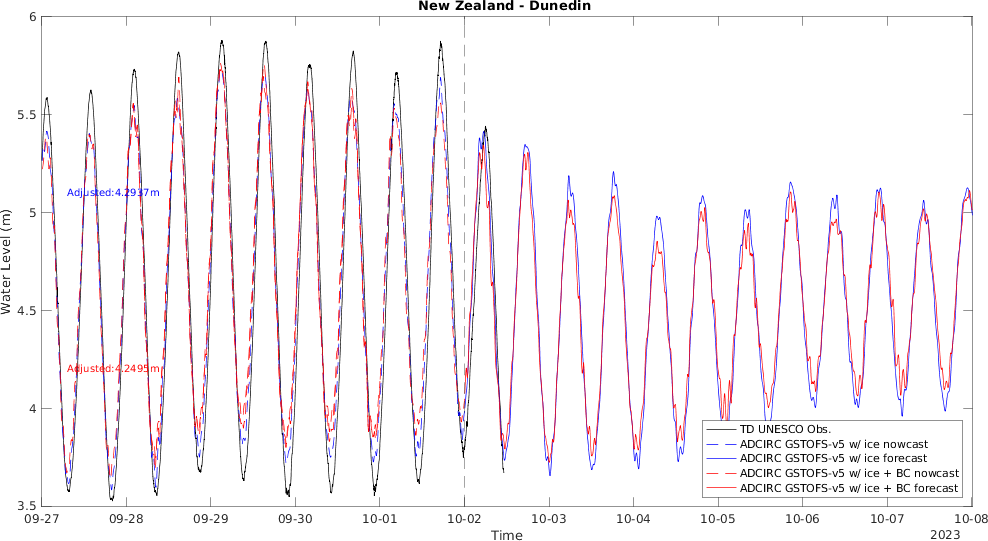 New Zealand - Dunedin
6
5.5
5
4.5
4
3.5
Water Level (m)
Adjusted:4.2937m
Adjusted:4.2495m
TD UNESCO Obs.
ADCIRC GSTOFS-v5 w/ ice nowcast
ADCIRC GSTOFS-v5 w/ ice forecast
ADCIRC GSTOFS-v5 w/ ice + BC nowcast
ADCIRC GSTOFS-v5 w/ ice + BC forecast
09-27 09-28 09-29 09-30 10-01 10-02 10-03 10-04 10-05 10-06 10-07 10-08
Time
2023